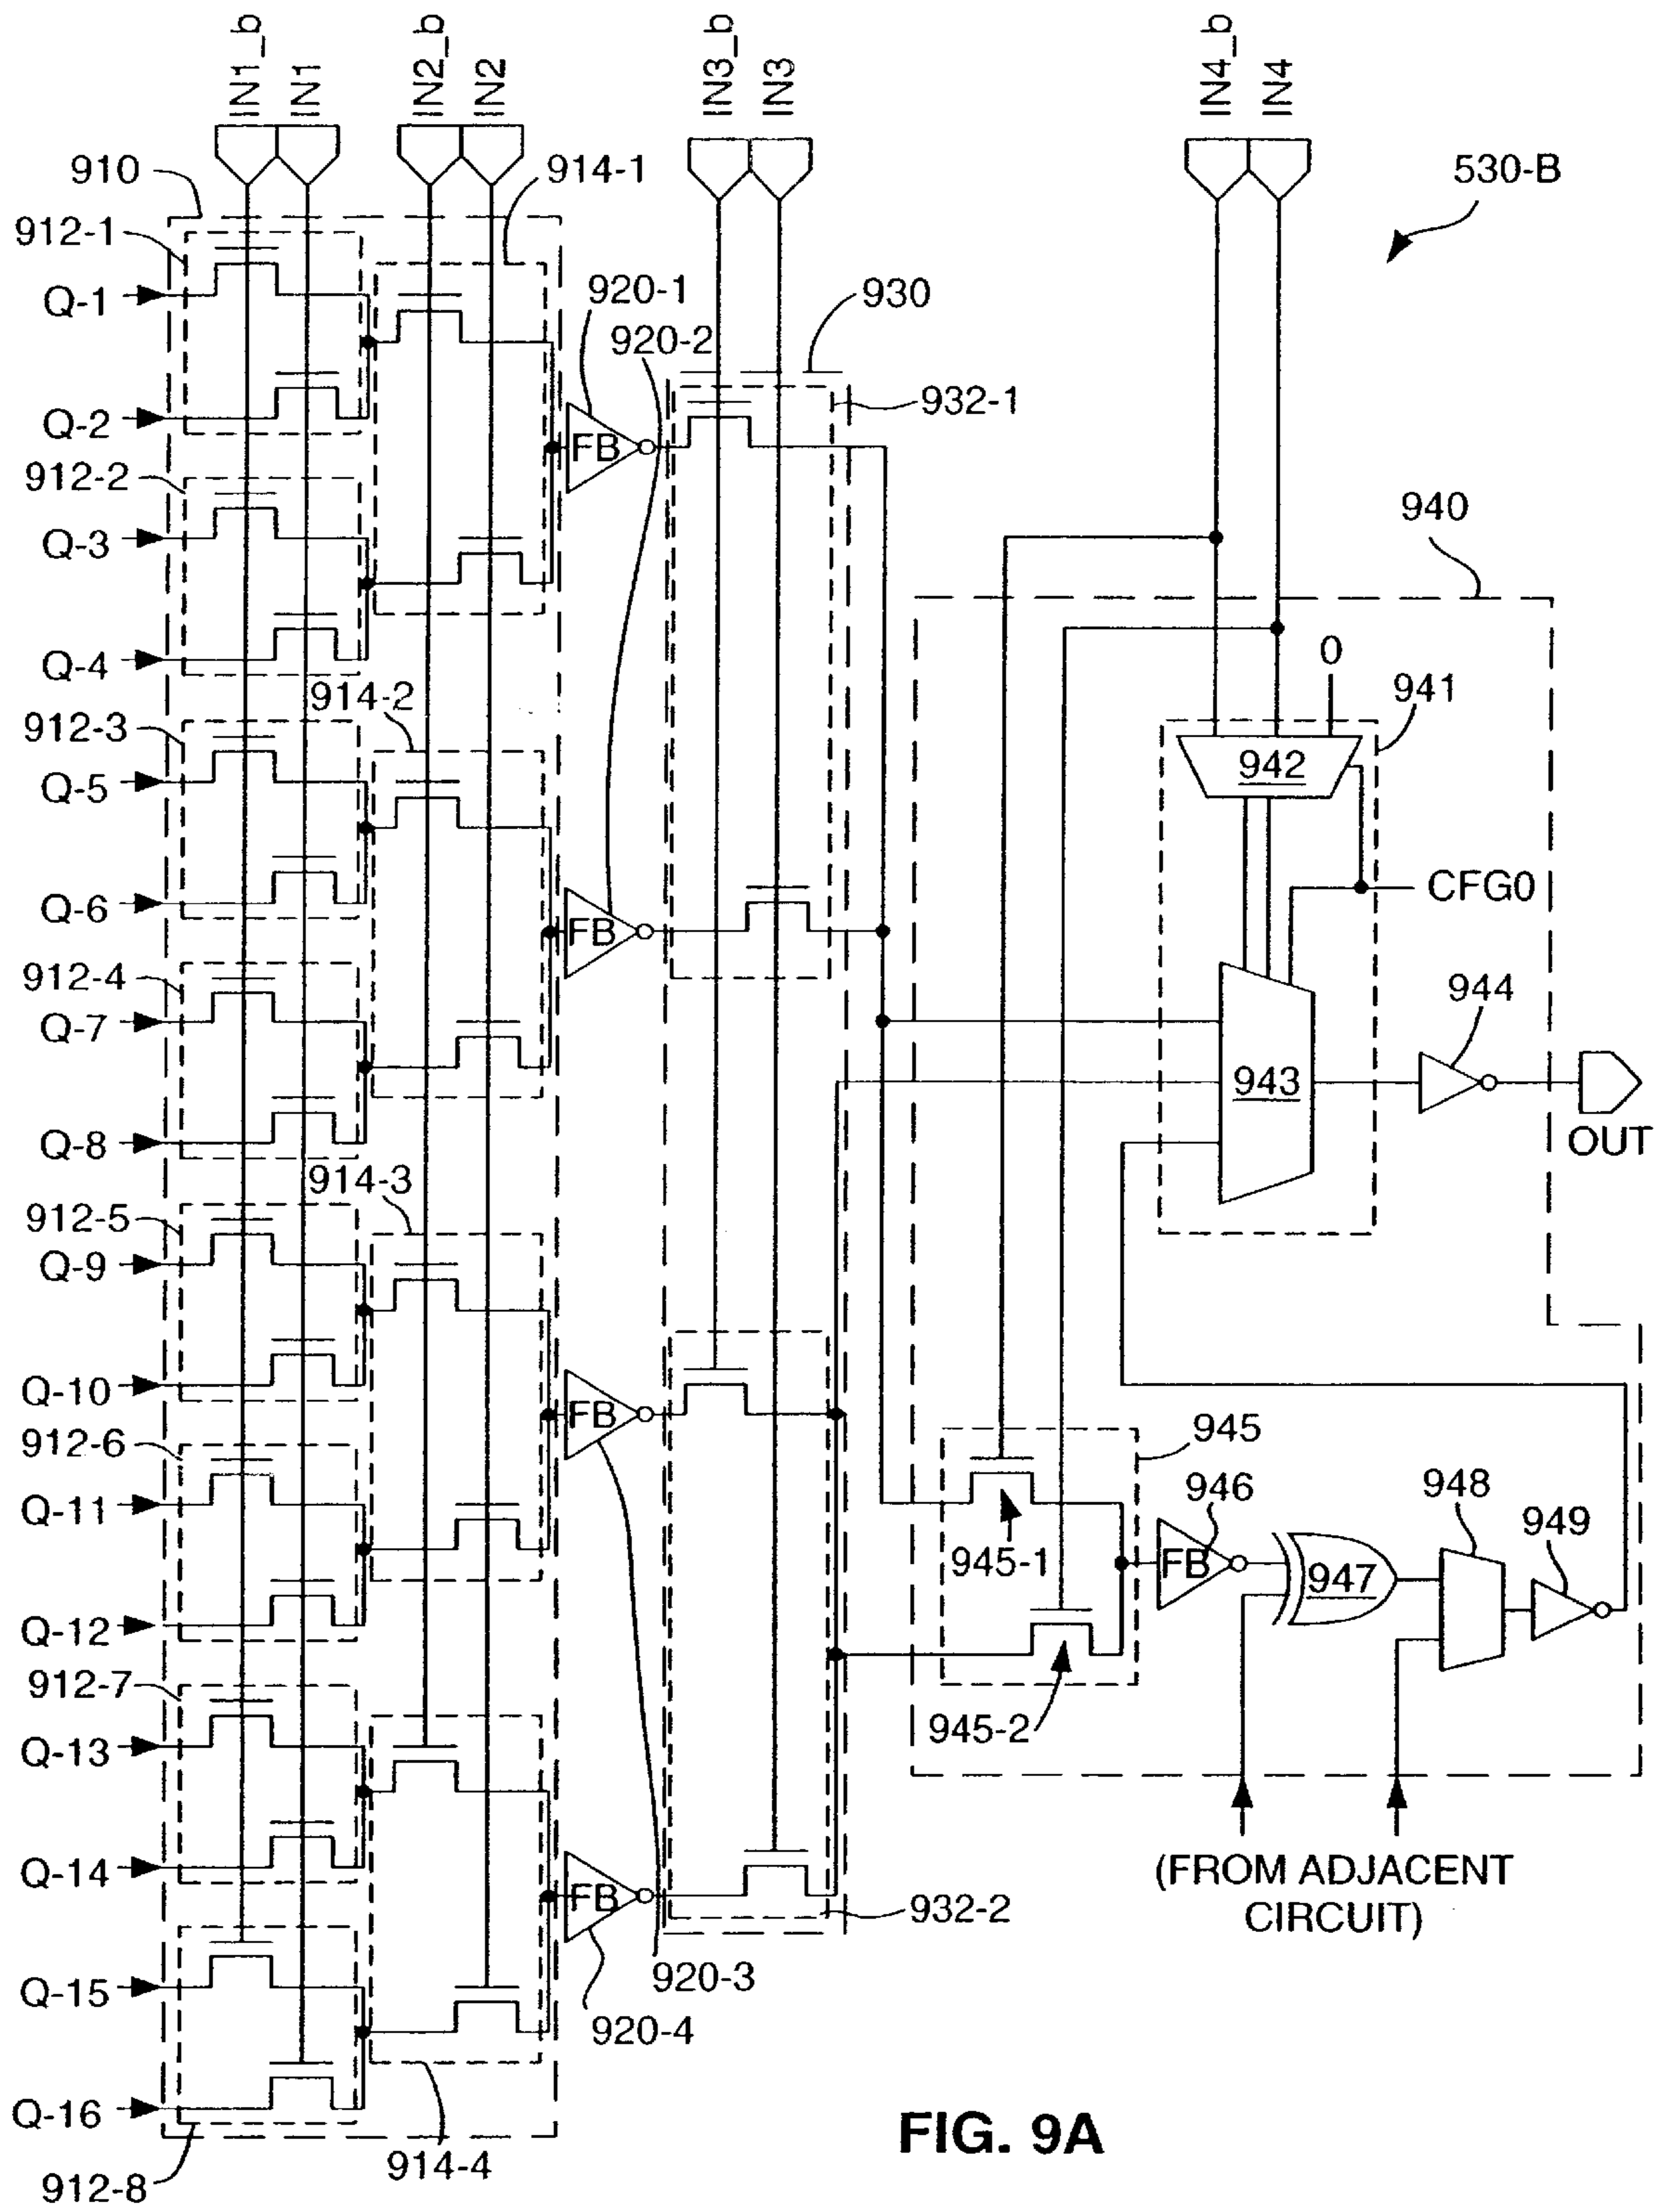 IN1_b
IN1
IN2_b
IN2
IN3_b
IN3
IN4_b
IN4
530-B
910
914-1
912-1
Q-1
920-1
930
920-2
932-1
Q-2
FB
912-2
940
Q-3
0
Q-4
914-2
941
912-3
942
Q-5
CFG0
Q-6
FB
912-4
944
Q-7
943
Q-8
OUT
914-3
912-5
Q-9
Q-10
FB
912-6
945
948
946
Q-11
949
945-1
FB
947
Q-12
912-7
945-2
Q-13
Q-14
FB
(FROM ADJACENT
CIRCUIT)
932-2
Q-15
920-3
920-4
Q-16
FIG. 9A
914-4
912-8